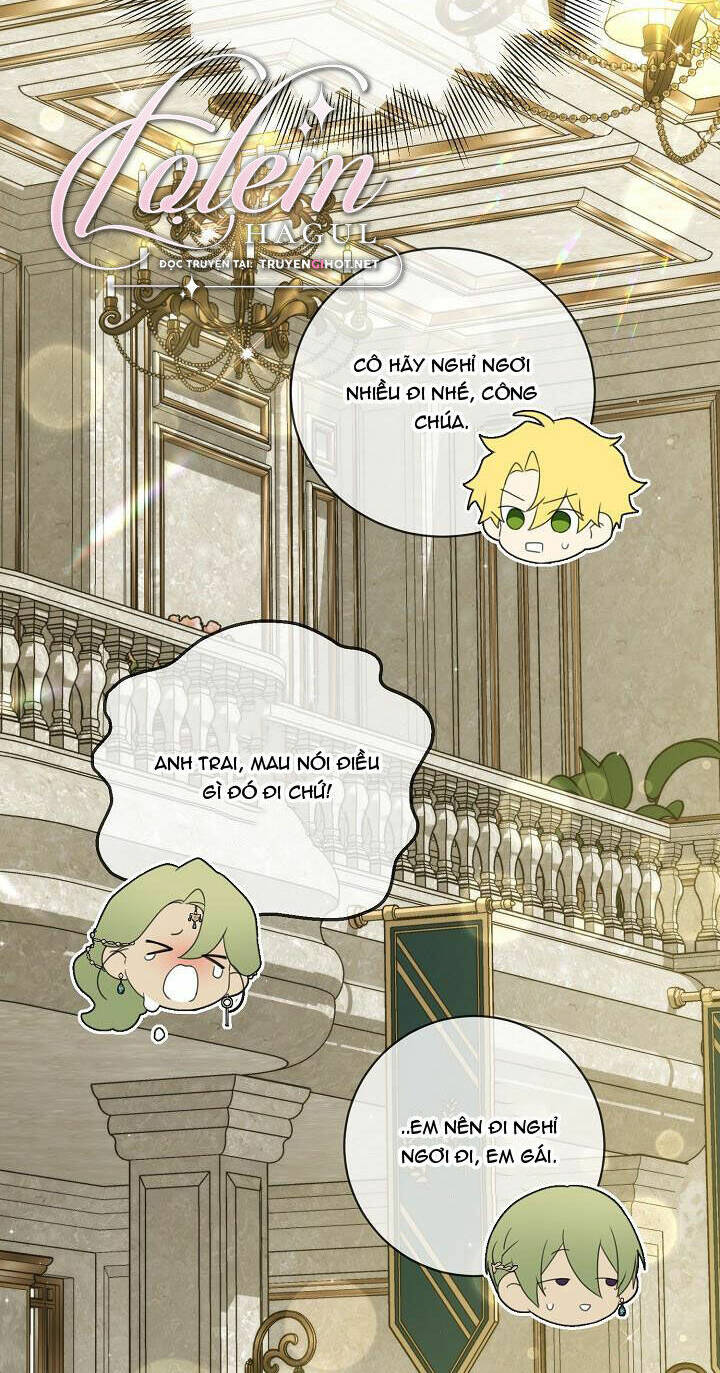 Lọlem
HAGUL
ĐỌC TRUYỆN TẠI: TRUYENGIHOT.NET
CÔ HÃY NGHỈ NGƠI
NHIỀU ĐI NHÉ, CÔNG
CHÚA.
ANH TRAI, MAU NÓI ĐIỀU
GÌ ĐÓ ĐI CHỨ!
..EM NÊN ĐI NGHỈ
NGƠI ĐI, EM GÁI.